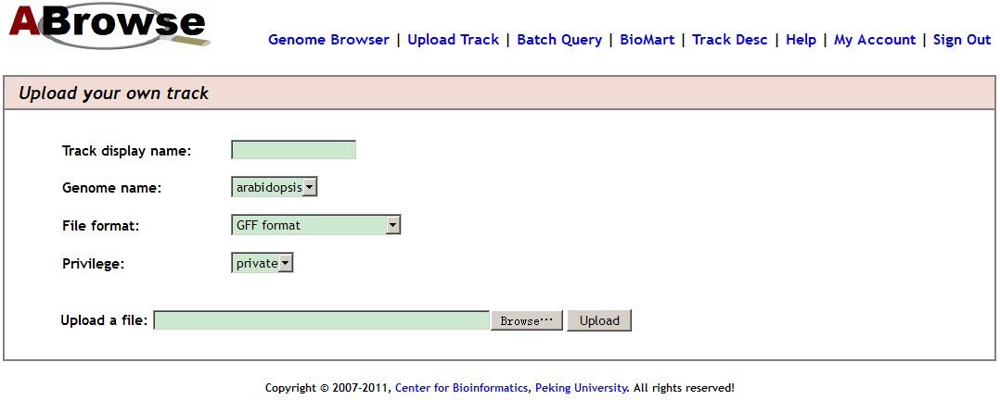 ABrowse
Genome Browser | Upload Track | Batch Query | BioMart | Track Desc | Help | My Account | Sign Out
Upload your own track
Track display name:
Genome name: arabidopsis
File format: GFF format
Privilege: private
Upload a file: Browse··· Upload
Copyright © 2007-2011, Center for Bioinformatics, Peking University. All rights reserved!